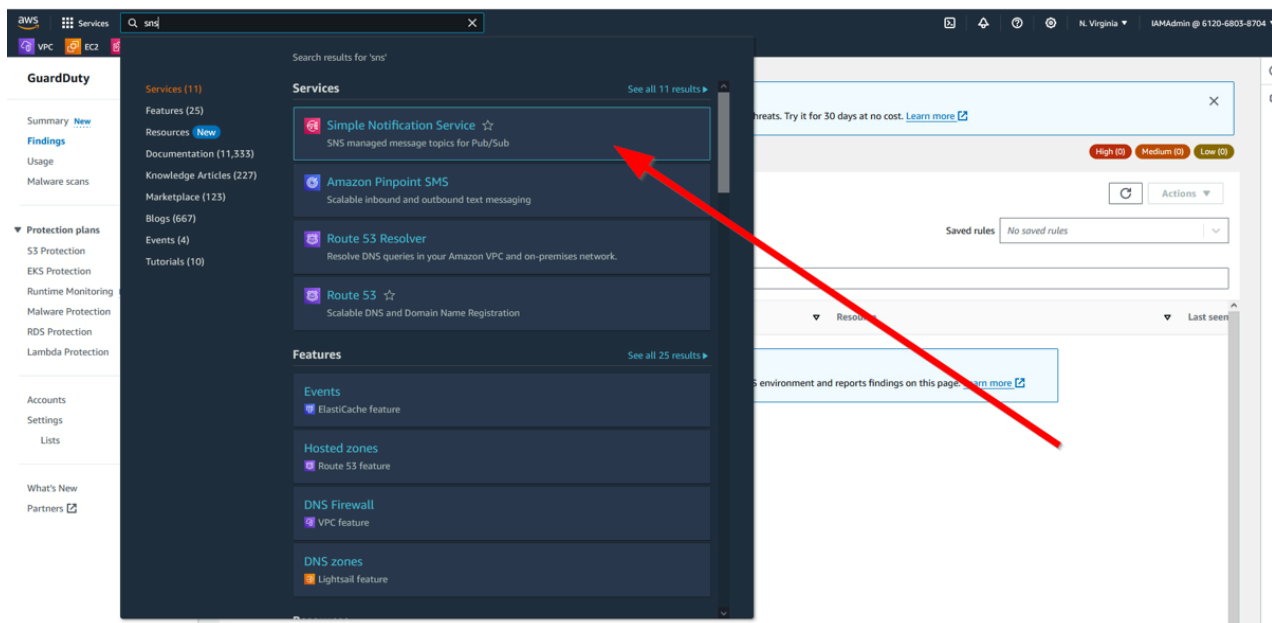 aws
Services
sns
N. Virginia
IAMAdmin @ 6120-6803-8704
VPC
EC2
GuardDuty
Summary New
Findings
Usage
Malware scans
Protection plans
S3 Protection
EKS Protection
Runtime Monitoring
Malware Protection
RDS Protection
Lambda Protection
Accounts
Settings
Lists
What's New
Partners
Search results for 'sns'
Services (11)
Features (25)
Resources New
Documentation (11,333)
Knowledge Articles (227)
Marketplace (123)
Blogs (667)
Events (4)
Tutorials (10)
Services
See all 11 results
Simple Notification Service
SNS managed message topics for Pub/Sub
Amazon Pinpoint SMS
Scalable inbound and outbound text messaging
Route 53 Resolver
Resolve DNS queries in your Amazon VPC and on-premises network.
Route 53
Scalable DNS and Domain Name Registration
Features
See all 25 results
Events
ElastiCache feature
Hosted zones
Route 53 feature
DNS Firewall
VPC feature
DNS zones
Lightsail feature
Try it for 30 days at no cost. Learn more
High (0)
Medium (0)
Low (0)
Actions
Saved rules
No saved rules
Last seen
environment and reports findings on this page.
more